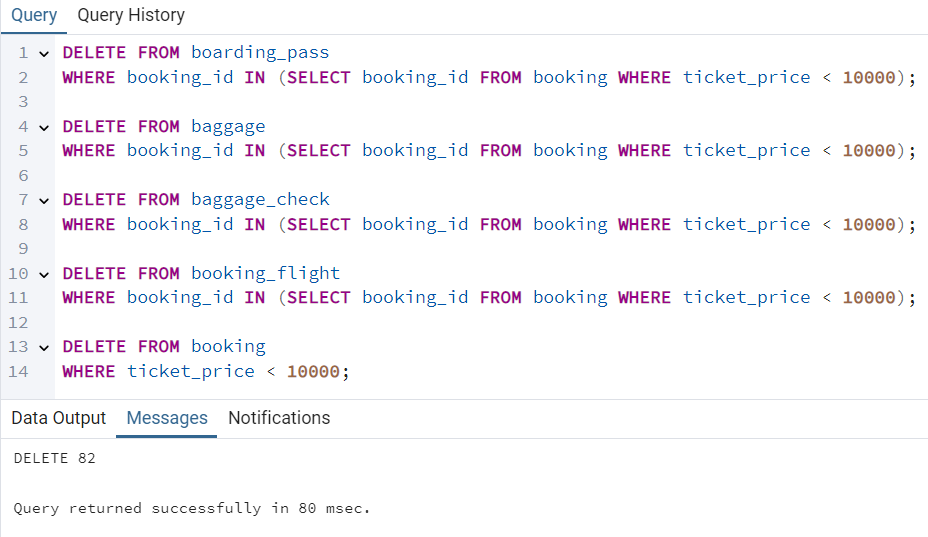 Query Query History
1 DELETE FROM boarding_pass
2 WHERE booking_id IN (SELECT booking_id FROM booking WHERE ticket_price < 10000);
3
4 DELETE FROM baggage
5 WHERE booking_id IN (SELECT booking_id FROM booking WHERE ticket_price < 10000);
6
7 DELETE FROM baggage_check
8 WHERE booking_id IN (SELECT booking_id FROM booking WHERE ticket_price < 10000);
9
10 DELETE FROM booking_flight
11 WHERE booking_id IN (SELECT booking_id FROM booking WHERE ticket_price < 10000);
12
13 DELETE FROM booking
14 WHERE ticket_price < 10000;
Data Output Messages Notifications
DELETE 82
Query returned successfully in 80 msec.